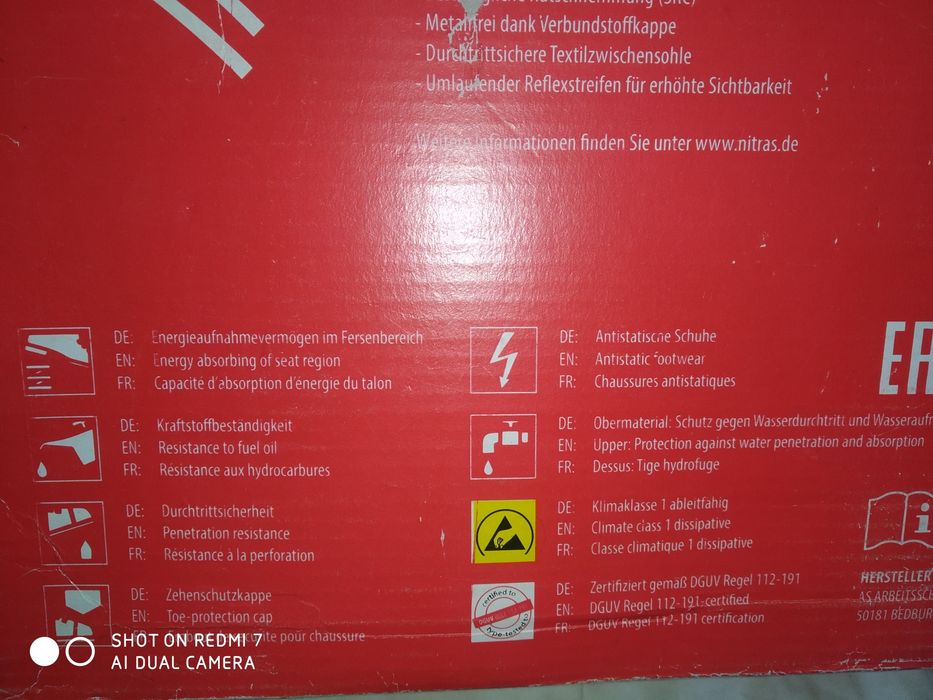 (SRC)
- Metallfrei dank Verbundstoffkappe
- Durchtrittsichere Textilzwischensohle
- Umlaufender Reflexstreifen für erhöhte Sichtbarkeit
Weitere Informationen finden Sie unter www.nitras.de
DE: Energieaufnahmevermögen im Fersenbereich
EN: Energy absorbing of seat region
FR: Capacité d'absorption d'énergie du talon
DE: Kraftstoffbeständigkeit
EN: Resistance to fuel oil
FR: Résistance aux hydrocarbures
DE: Durchtrittsicherheit
EN: Penetration resistance
FR: Résistance à la perforation
DE: Zehenschutzkappe
EN: Toe-protection cap
pour chaussure
DE: Antistatische Schuhe
EN: Antistatic footwear
FR: Chaussures antistatiques
DE: Obermaterial: Schutz gegen Wasserdurchtritt und
EN: Upper: Protection against water penetration and absorption
FR: Dessus: Tige hydrofuge
DE: Klimaklasse 1 ableitfähig
EN: Climate class 1 dissipative
FR: Classe climatique 1 dissipative
certified to
type-tested to
DE: Zertifiziert gemäß DGUV Regel 112-191
EN: DGUV Regel 112-191-certified
FR: DGUV Regel 112-191 certification
i
HERSTELLER
50181
SHOT ON REDMI 7
AI DUAL CAMERA